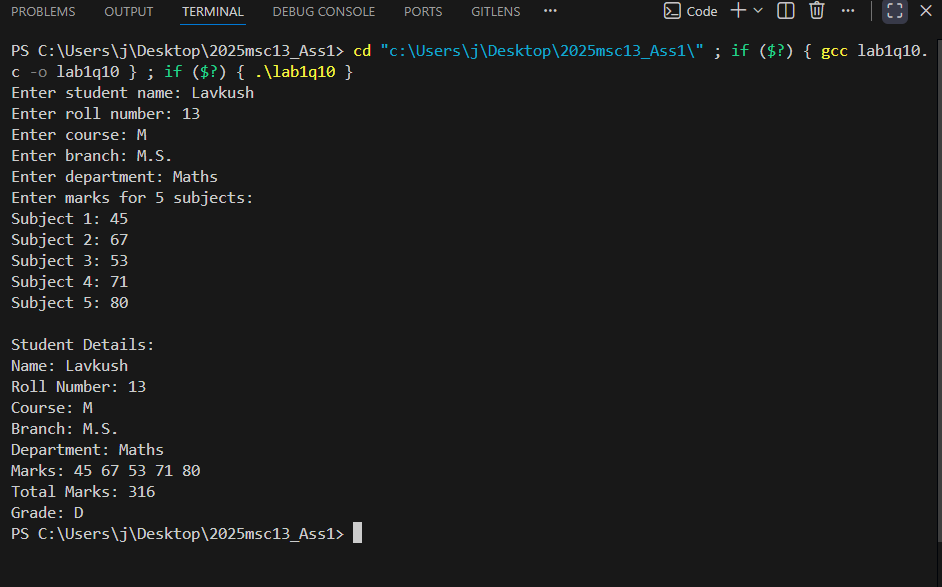 PROBLEMS OUTPUT TERMINAL DEBUG CONSOLE PORTS GITLENS ··· Code ···
PS C:\Users\j\Desktop\2025msc13_Ass1> cd "c:\Users\j\Desktop\2025msc13_Ass1\" ; if ($?) { gcc lab1q10.
c -o lab1q10 } ; if ($?) { .\lab1q10 }
Enter student name: Lavkush
Enter roll number: 13
Enter course: M
Enter branch: M.S.
Enter department: Maths
Enter marks for 5 subjects:
Subject 1: 45
Subject 2: 67
Subject 3: 53
Subject 4: 71
Subject 5: 80
Student Details:
Name: Lavkush
Roll Number: 13
Course: M
Branch: M.S.
Department: Maths
Marks: 45 67 53 71 80
Total Marks: 316
Grade: D
PS C:\Users\j\Desktop\2025msc13_Ass1>